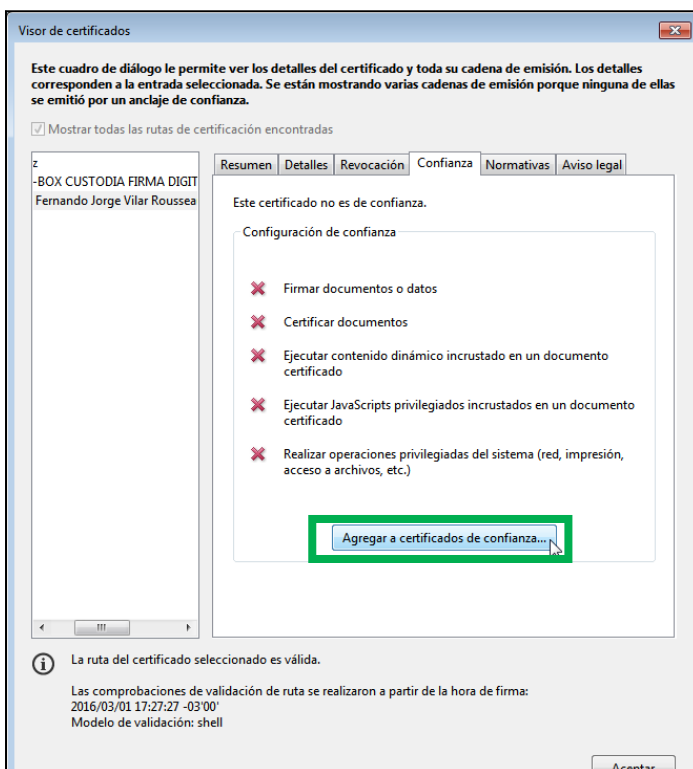 Visor de certificados
Este cuadro de diálogo le permite ver los detalles del certificado y toda su cadena de emisión. Los detalles
corresponden a la entrada seleccionada. Se están mostrando varias cadenas de emisión porque ninguna de ellas
se emitió por un anclaje de confianza.
Mostrar todas las rutas de certificación encontradas
z
-BOX CUSTODIA FIRMA DIGIT
Fernando Jorge Vilar Roussea
Resumen Detalles Revocación Confianza Normativas Aviso legal
Este certificado no es de confianza.
Configuración de confianza
Firmar documentos o datos
Certificar documentos
Ejecutar contenido dinámico incrustado en un documento
certificado
Ejecutar JavaScripts privilegiados incrustados en un documento
certificado
Realizar operaciones privilegiadas del sistema (red, impresión,
acceso a archivos, etc.)
Agregar a certificados de confianza...
La ruta del certificado seleccionado es válida.
Las comprobaciones de validación de ruta se realizaron a partir de la hora de firma:
2016/03/01 17:27:27 -03'00'
Modelo de validación: shell
Aceptar